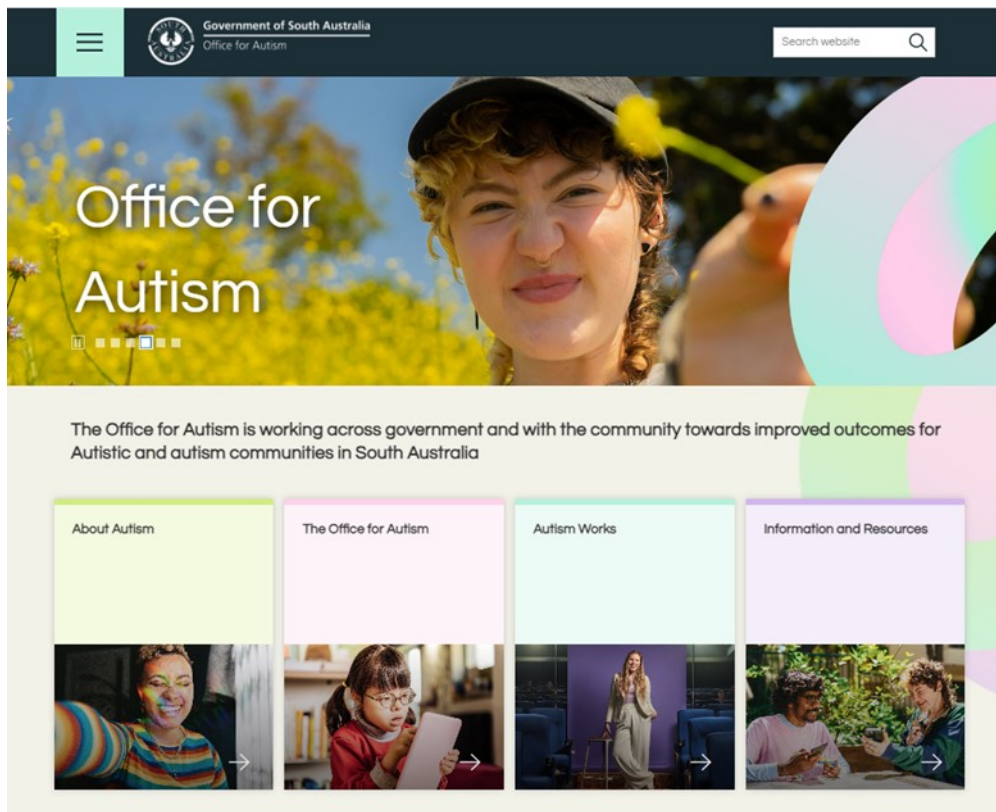 Government of South Australia
Office for Autism
Search website
Office for
Autism
The Office for Autism is working across government and with the community towards improved outcomes for
Autistic and autism communities in South Australia
About Autism
The Office for Autism
Autism Works
Information and Resources